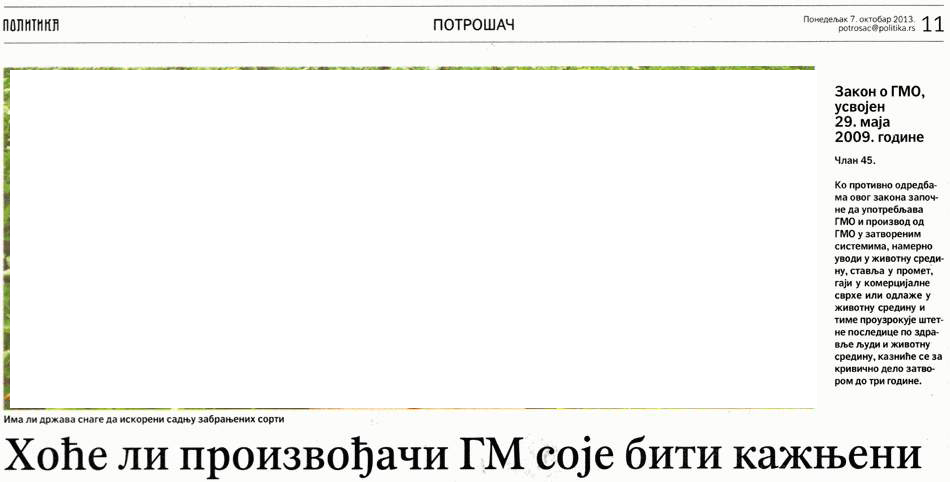 ПОЛИТИКА
ПОТРОШАЧ
Понедељак 7. октобар 2013.
potrosac@politika.rs
11
Закон о ГМО,
усвојен
29. маја
2009. године
Члан 45.
Ко противно одредба-
ма овог закона започ-
не да употребљава
ГМО и производ од
ГМО у затвореним
системима, намерно
уводи у животну среди-
ну, ставља у промет,
гаји у комерцијалне
сврхе или одлаже у
животну средину и
тиме проузрокује штет-
не последице по здра-
вље људи и животну
средину, казниће се за
кривично дело затво-
ром до три године.
Има ли држава снаге да искорени садњу забрањених сорти
Хоће ли произвођачи ГМ соје бити кажњени